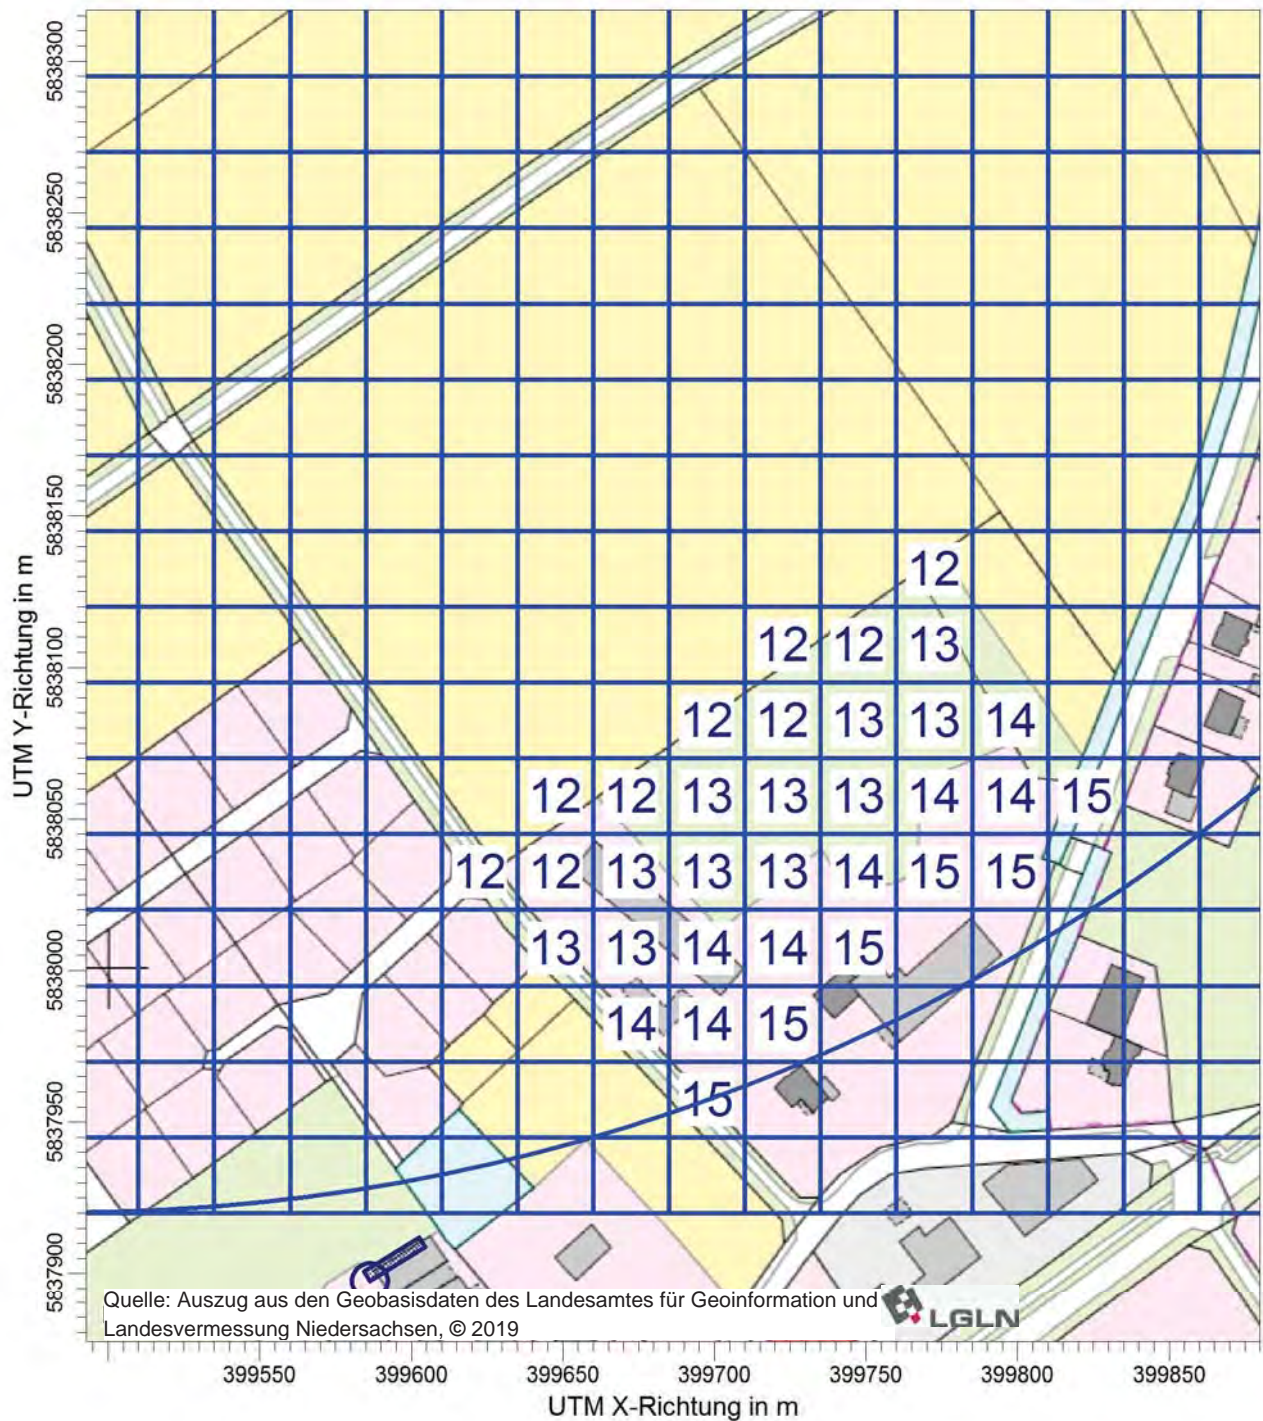 5838300
5838250
5838200
5838150
5838100
5838050
5838000
5837950
5837900
UTM Y-Richtung in m
12
12 12 13
12 12 13 13 14
12 12 13 13 13 14 14 15
12 12 13 13 13 14 15 15
13 13 14 14 15
14 14 15
15
Quelle: Auszug aus den Geobasisdaten des Landesamtes für Geoinformation und
Landesvermessung Niedersachsen, © 2019
LGLN
399550 399600 399650 399700 399750 399800 399850
UTM X-Richtung in m